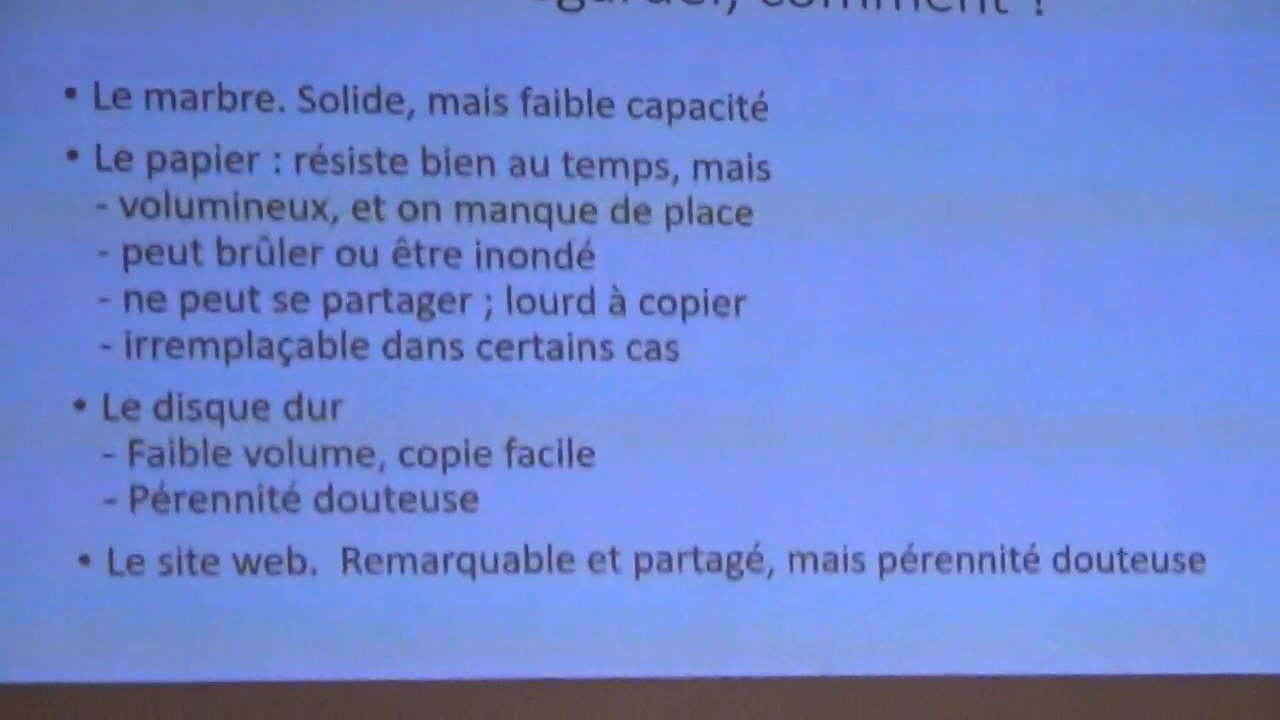 comment ?
• Le marbre. Solide, mais faible capacité
• Le papier : résiste bien au temps, mais
- volumineux, et on manque de place
- peut brûler ou être inondé
- ne peut se partager ; lourd à copier
- irremplaçable dans certains cas
• Le disque dur
- Faible volume, copie facile
- Pérennité douteuse
• Le site web. Remarquable et partagé, mais pérennité douteuse